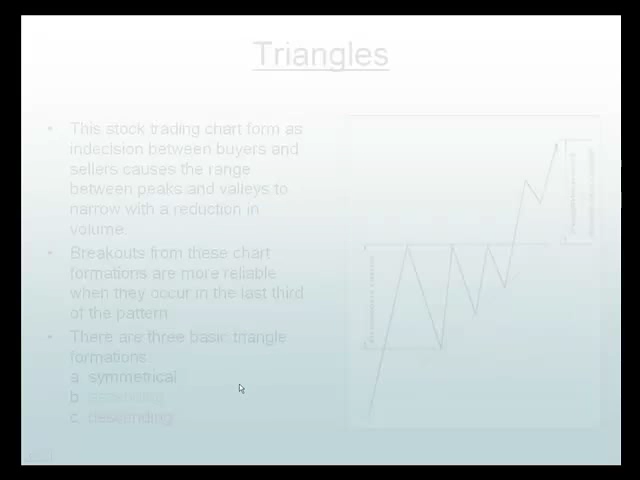 Triangles
• This stock trading chart form as
indecision between buyers and
sellers causes the range
between peaks and valleys to
narrow with a reduction in
volume.
• Breakouts from these chart
formations are more reliable
when they occur in the last third
of the pattern
• There are three basic triangle
formations
a symmetrical
b ascending
c descending